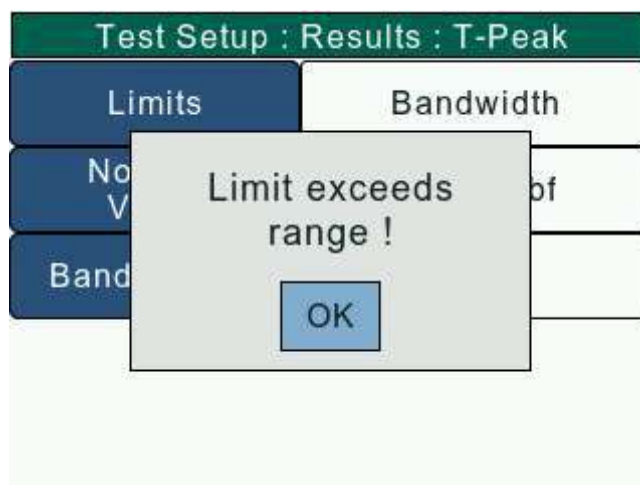 Test Setup : Results : T-Peak
Limits
Bandwidth
Limit exceeds
range !
OK